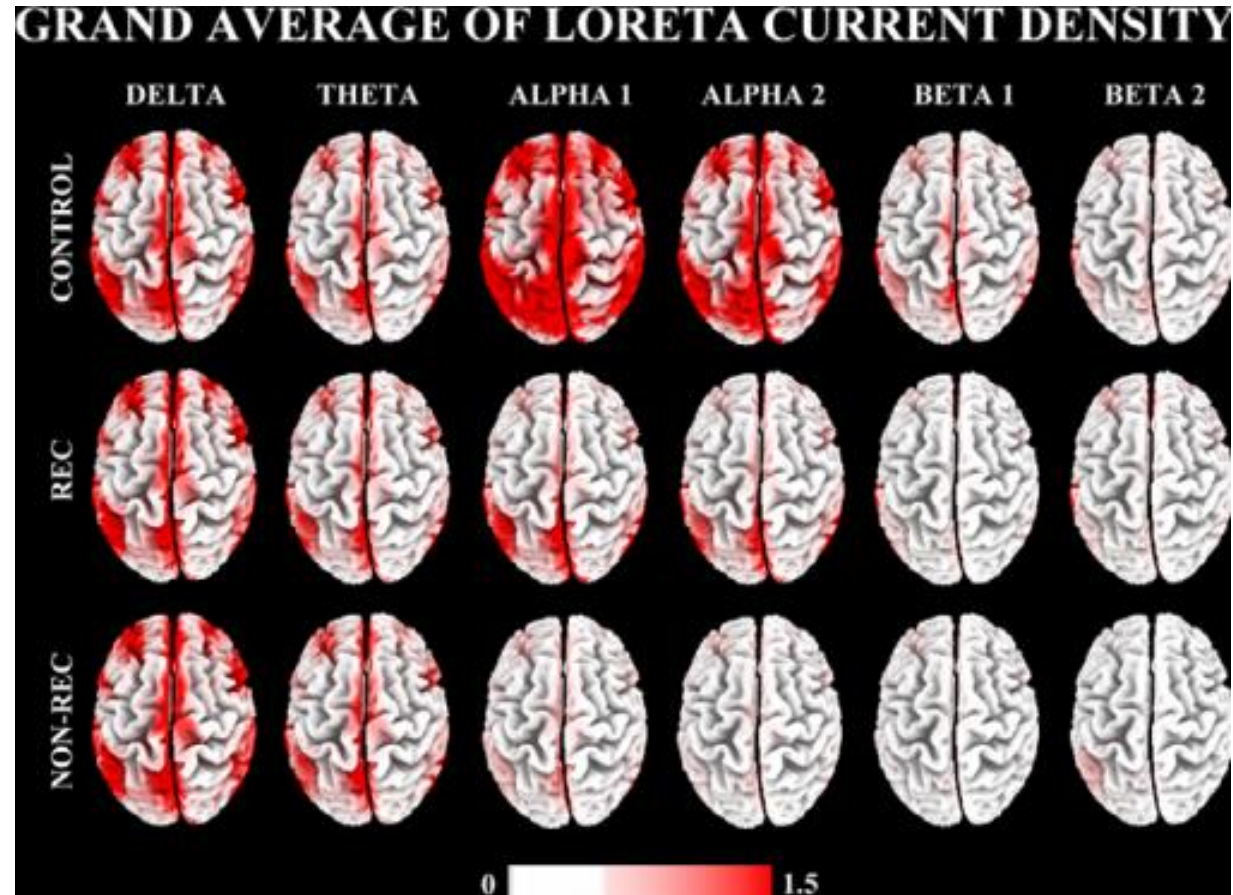 GRAND AVERAGE OF LORETA CURRENT DENSITY
DELTA THETA ALPHA 1 ALPHA 2 BETA 1 BETA 2
CONTROL
REC
NON-REC
0 1.5